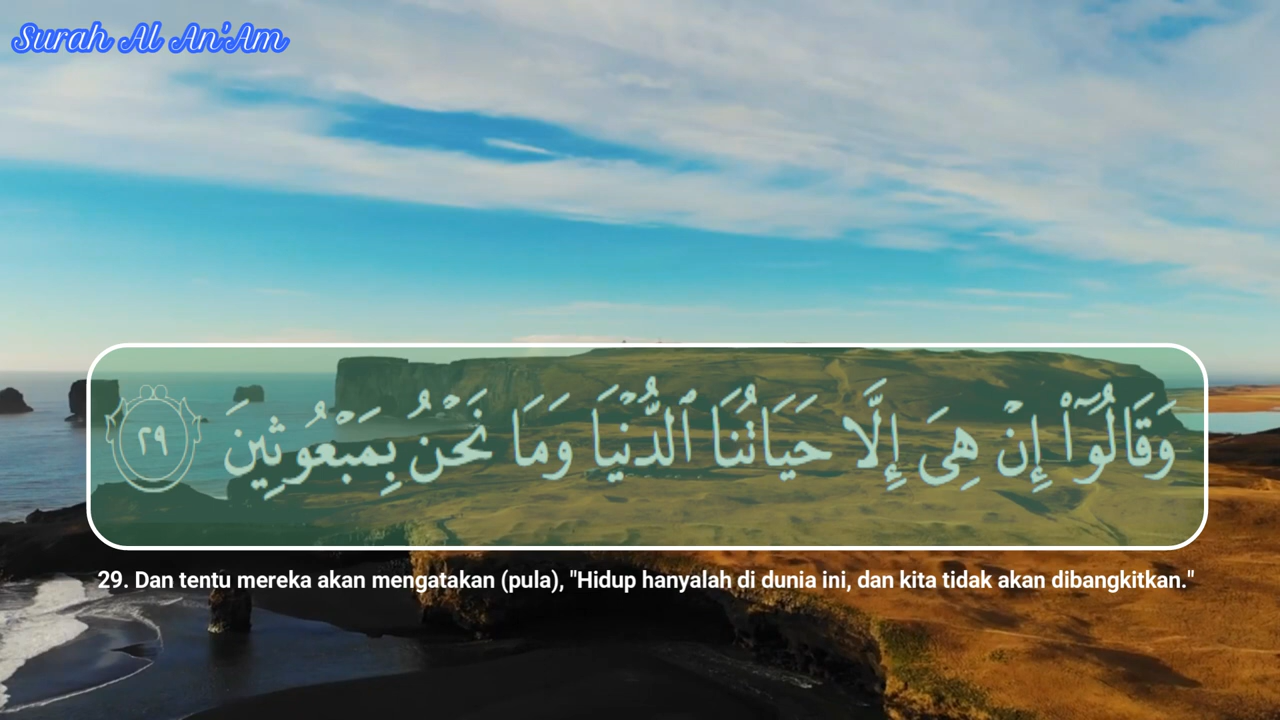 Surah Al An'Am
وَقَالُوٓا۟ إِنْ هِىَ إِلَّا حَيَاتُنَا ٱلدُّنْيَا وَمَا نَحْنُ بِمَبْعُوثِينَ ٢٩
29. Dan tentu mereka akan mengatakan (pula), "Hidup hanyalah di dunia ini, dan kita tidak akan dibangkitkan."